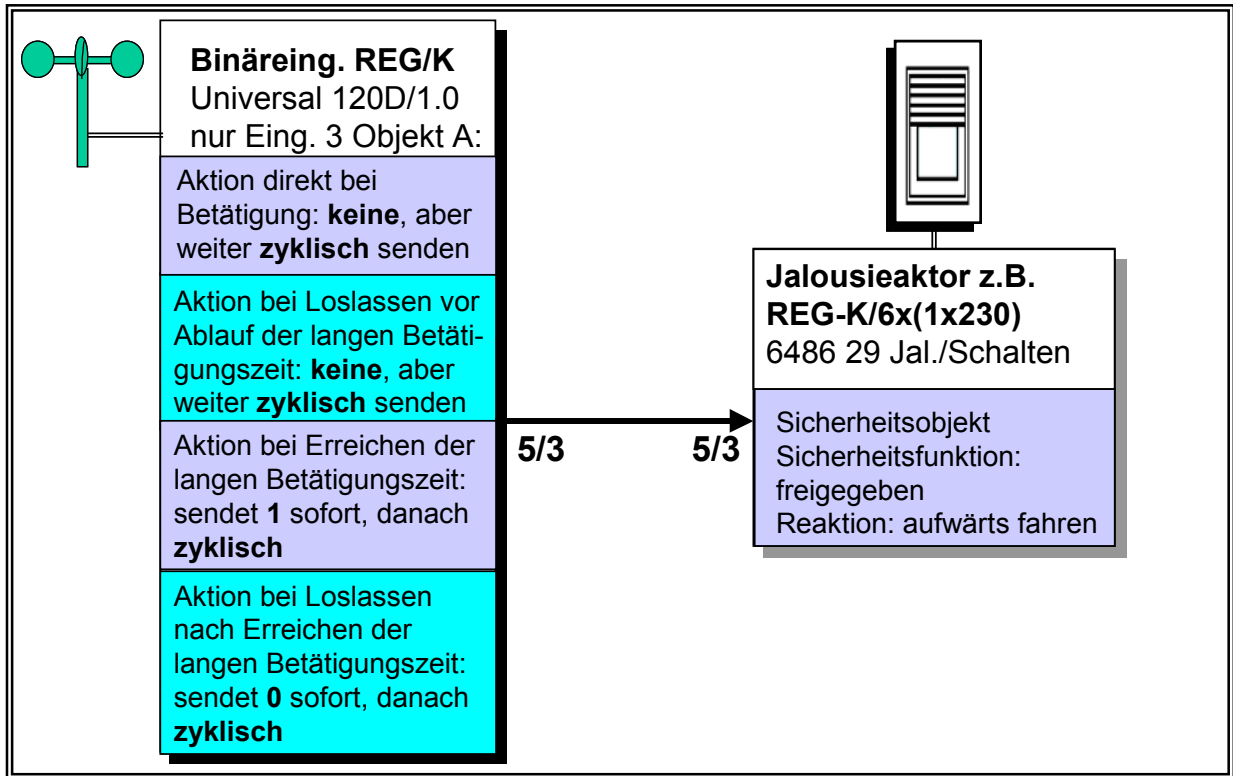 Binäreing. REG/K
Universal 120D/1.0
nur Eing. 3 Objekt A:
Aktion direkt bei
Betätigung: keine, aber
weiter zyklisch senden
Aktion bei Loslassen vor
Ablauf der langen Betäti-
gungszeit: keine, aber
weiter zyklisch senden
Aktion bei Erreichen der
langen Betätigungszeit:
sendet 1 sofort, danach
zyklisch
Aktion bei Loslassen
nach Erreichen der
langen Betätigungszeit:
sendet 0 sofort, danach
zyklisch
5/3
5/3
Jalousieaktor z.B.
REG-K/6x(1x230)
6486 29 Jal./Schalten
Sicherheitsobjekt
Sicherheitsfunktion:
freigegeben
Reaktion: aufwärts fahren